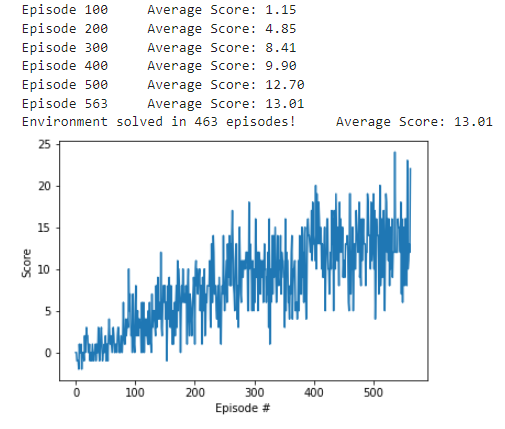 Episode 100 Average Score: 1.15
Episode 200 Average Score: 4.85
Episode 300 Average Score: 8.41
Episode 400 Average Score: 9.90
Episode 500 Average Score: 12.70
Episode 563 Average Score: 13.01
Environment solved in 463 episodes! Average Score: 13.01
25
20
15
10
5
0
Score
0 100 200 300 400 500
Episode #